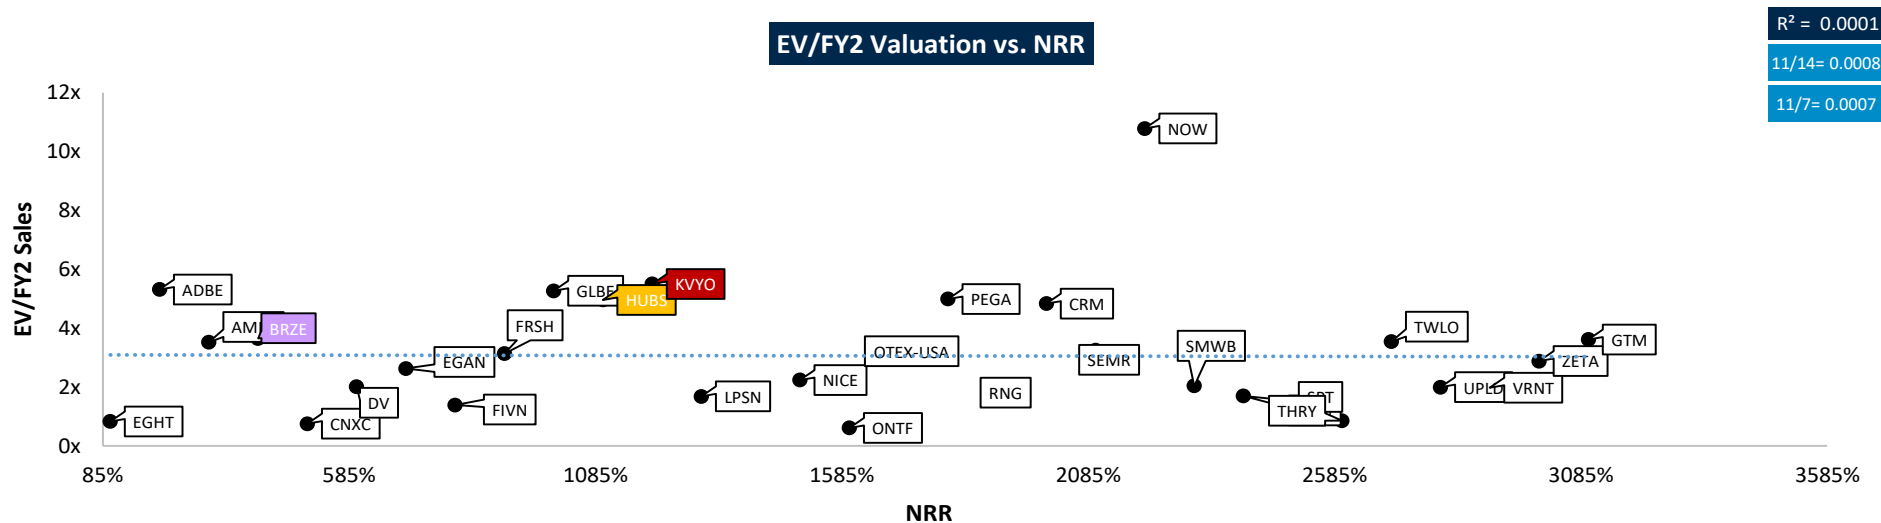 EV/FY2 Valuation vs. NRR
R² = 0.0001
11/14= 0.0008
11/7= 0.0007
12x
10x
8x
6x
4x
2x
0x
EV/FY2 Sales
NOW
ADBE
GLBE
HUBS
KVYO
PEGA
CRM
BRZE
FRSH
OTEX-USA
SMWB
SEMR
TWLO
GTM
ZETA
EGAN
NICE
RNG
UPLD
VRNT
DV
FIVN
LPSN
THRY
EGHT
CNXC
ONTF
85%
585%
1085%
1585%
2085%
2585%
3085%
3585%
NRR